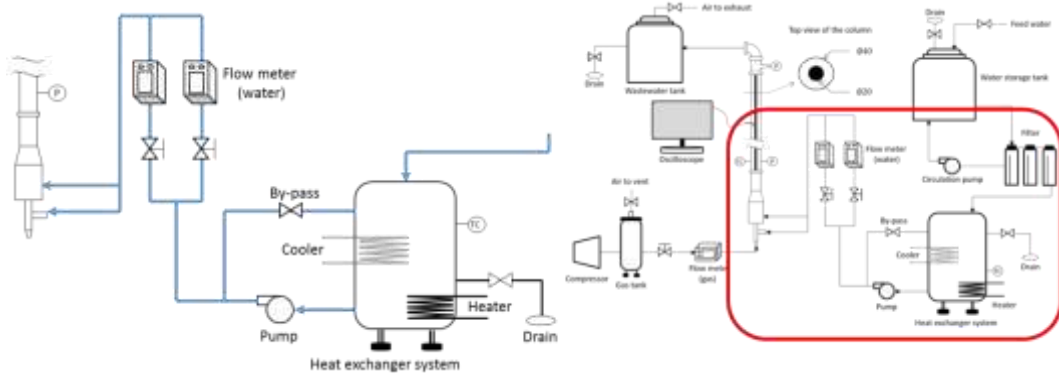 P
Flow meter
(water)
By-pass
Cooler
TC
Heater
Pump
Drain
Heat exchanger system
Air to exhaust
Drain
Wastewater tank
Top view of the column
Ø40
Ø20
Drain
Feed water
Water storage tank
Oscilloscope
P
P
Flow meter
(water)
Filter
Circulation pump
Air to vent
Compressor
Gas tank
Flow meter
(gas)
By-pass
Cooler
Pump
Drain
Heater
Heat exchanger system